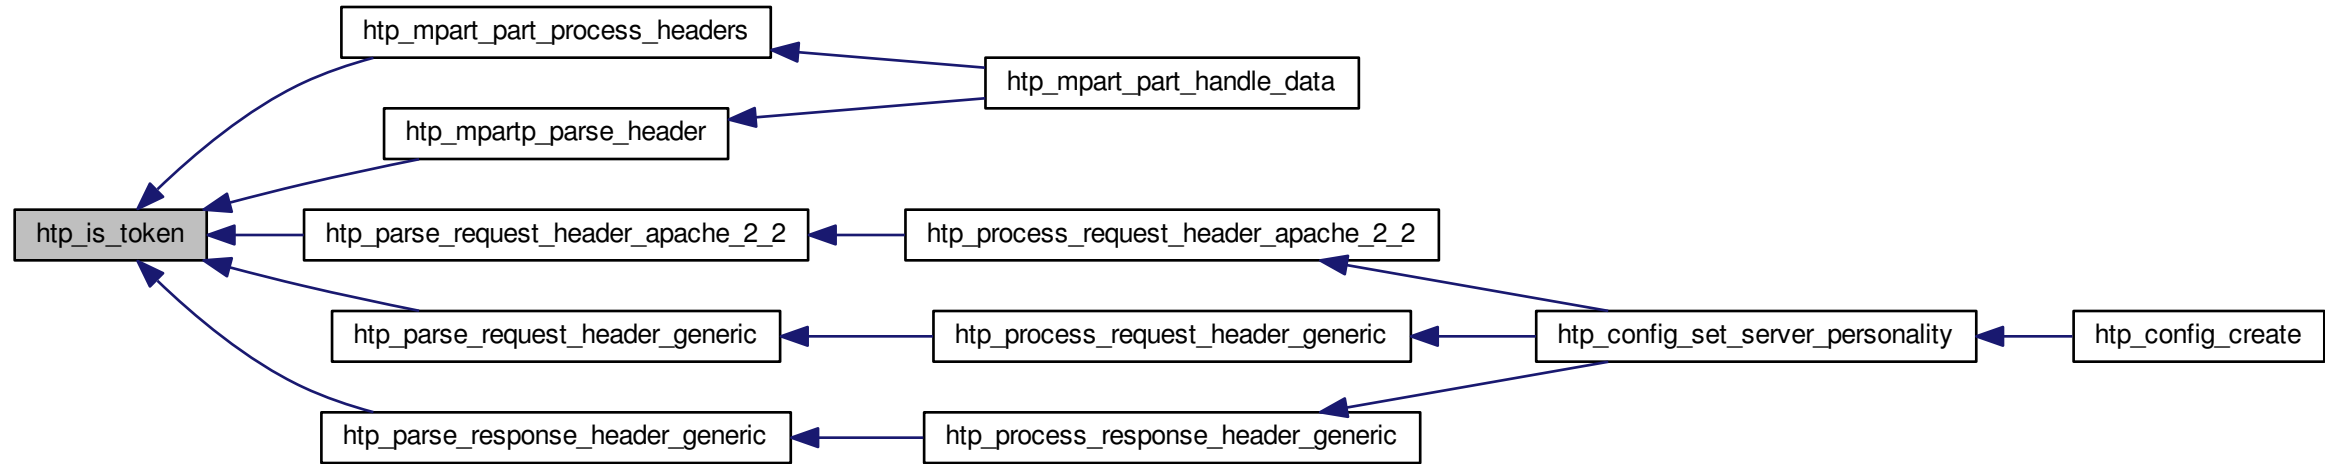 htp_mpart_part_process_headers
htp_mpart_part_handle_data
htp_mpartp_parse_header
htp_is_token
htp_parse_request_header_apache_2_2
htp_process_request_header_apache_2_2
htp_parse_request_header_generic
htp_process_request_header_generic
htp_config_set_server_personality
htp_config_create
htp_parse_response_header_generic
htp_process_response_header_generic